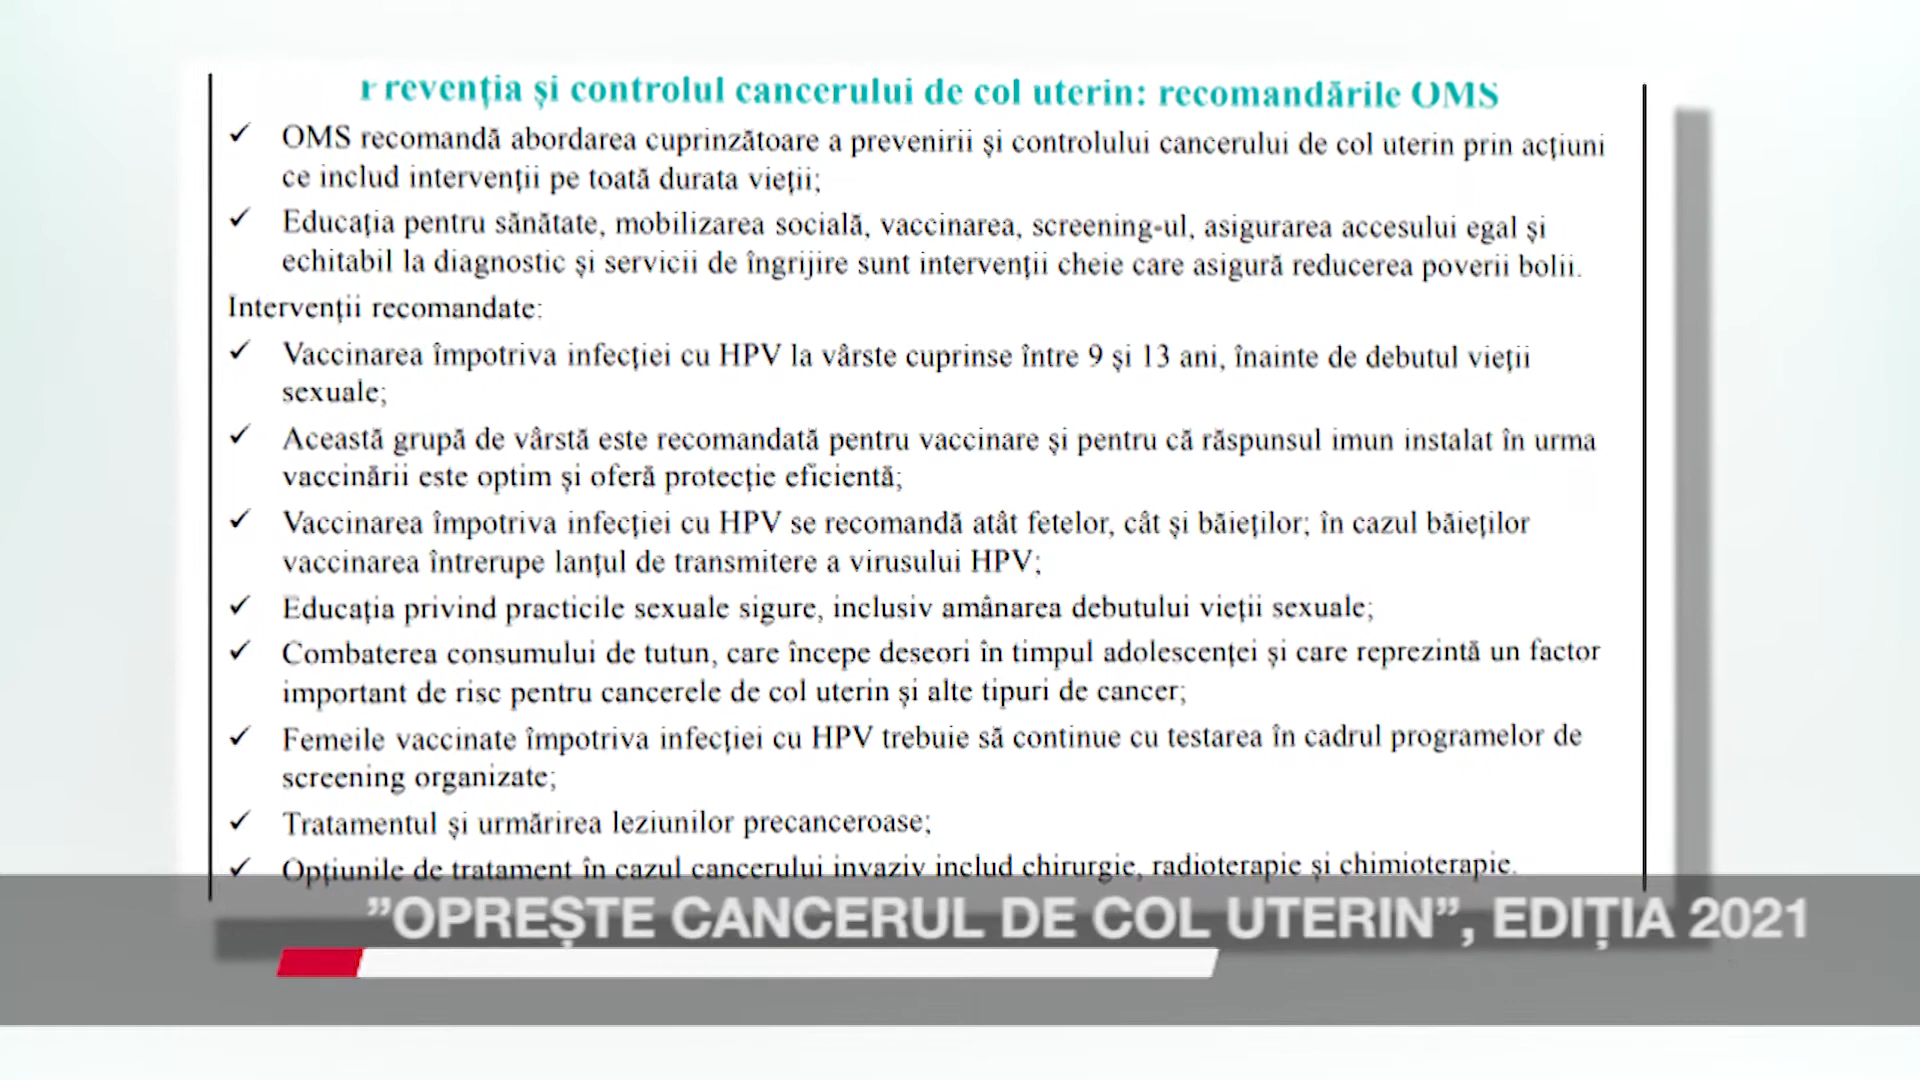 Prevenția și controlul cancerului de col uterin: recomandările OMS
✓ OMS recomandă abordarea cuprinzătoare a prevenirii și controlului cancerului de col uterin prin acțiuni
ce includ intervenții pe toată durata vieții;
✓ Educația pentru sănătate, mobilizarea socială, vaccinarea, screening-ul, asigurarea accesului egal și
echitabil la diagnostic și servicii de îngrijire sunt intervenții cheie care asigură reducerea poverii bolii.
Intervenții recomandate:
✓ Vaccinarea împotriva infecției cu HPV la vârste cuprinse între 9 și 13 ani, înainte de debutul vieții
sexuale;
✓ Această grupă de vârstă este recomandată pentru vaccinare și pentru că răspunsul imun instalat în urma
vaccinării este optim și oferă protecție eficientă;
✓ Vaccinarea împotriva infecției cu HPV se recomandă atât fetelor, cât și băieților; în cazul băieților
vaccinarea întrerupe lanțul de transmitere a virusului HPV;
✓ Educația privind practicile sexuale sigure, inclusiv amânarea debutului vieții sexuale;
✓ Combaterea consumului de tutun, care începe deseori în timpul adolescenței și care reprezintă un factor
important de risc pentru cancerele de col uterin și alte tipuri de cancer;
✓ Femeile vaccinate împotriva infecției cu HPV trebuie să continue cu testarea în cadrul programelor de
screening organizate;
✓ Tratamentul și urmărirea leziunilor precanceroase;
✓ Opțiunile de tratament în cazul cancerului invaziv includ chirurgie, radioterapie și chimioterapie.
”OPREȘTE CANCERUL DE COL UTERIN”, EDIȚIA 2021